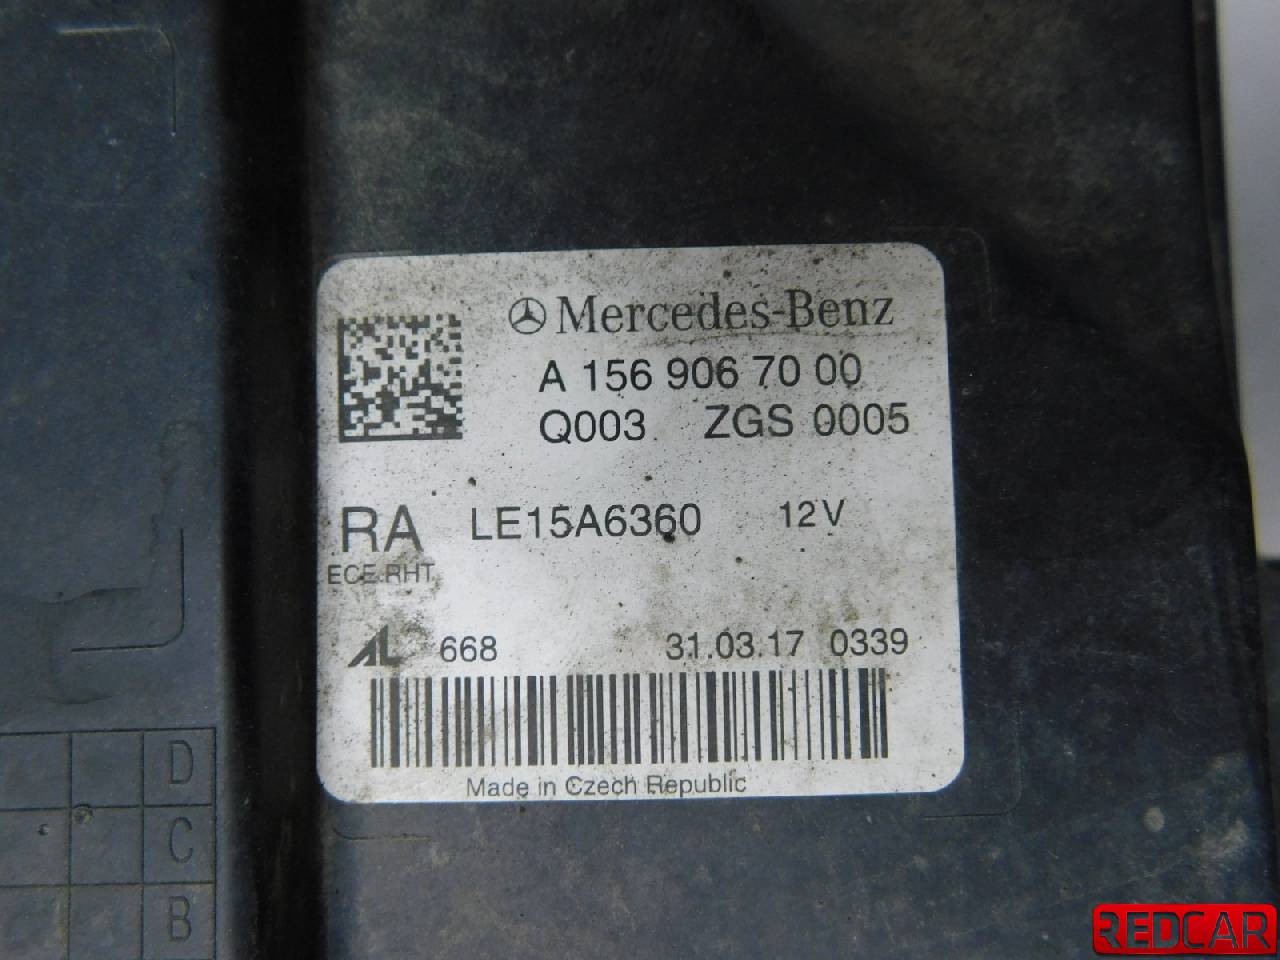 Mercedes-Benz
A 156 906 70 00
Q003 ZGS 0005
RA LE15A6360 12V
ECE RHT
AL 668 31.03.17 0339
Made in Czech Republic
D
C
B
REDCAR